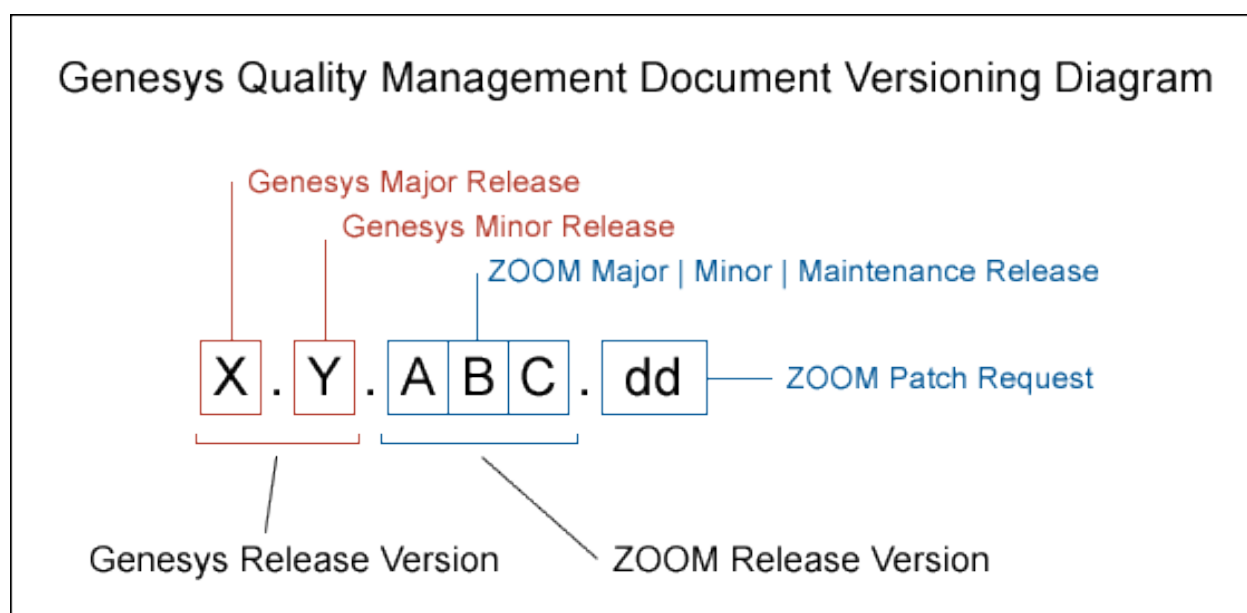 Genesys Quality Management Document Versioning Diagram
Genesys Major Release
Genesys Minor Release
ZOOM Major | Minor | Maintenance Release
X . Y . A B C . dd
ZOOM Patch Request
Genesys Release Version
ZOOM Release Version